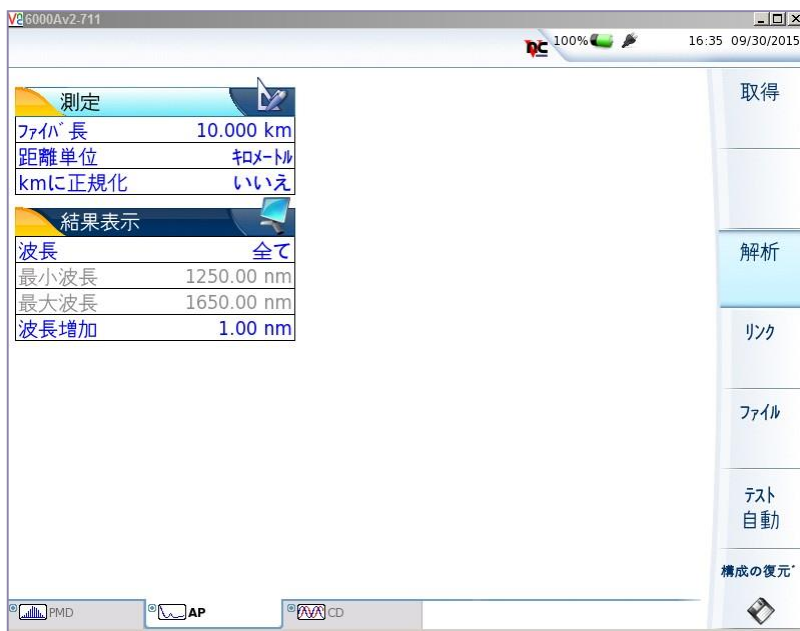 6000Av2-711
100%
16:35 09/30/2015
測定
ﾌｧｲﾊﾞ長 10.000 km
距離単位 ｷﾛﾒｰﾄﾙ
kmに正規化 いいえ
結果表示
波長 全て
最小波長 1250.00 nm
最大波長 1650.00 nm
波長増加 1.00 nm
取得
解析
ﾘﾝｸ
ﾌｧｲﾙ
ﾃｽﾄ
自動
構成の復元
PMD
AP
CD